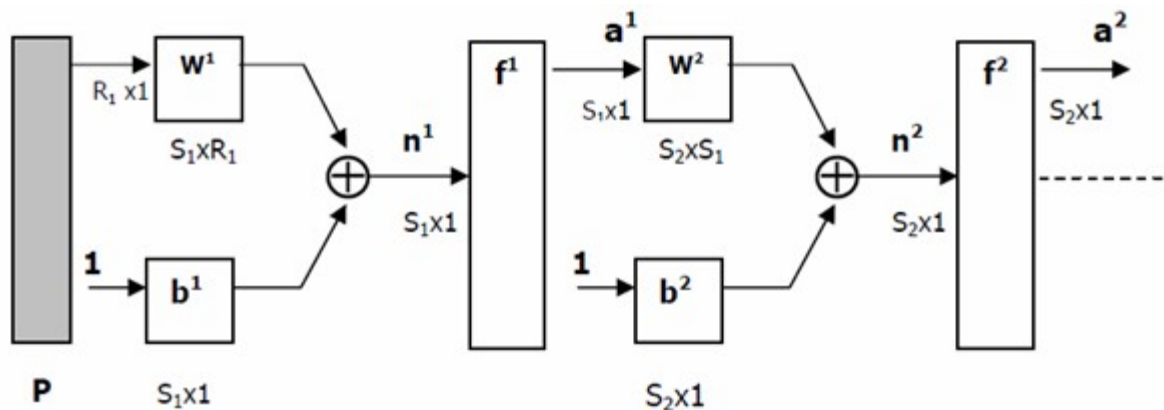 a¹ a²
W¹ f¹ W² f²
R₁ x1 S₁x1 S₂x1
S₁xR₁ n¹ S₂xS₁ n²
S₁x1 S₂x1
1 b¹ 1 b²
P S₁x1 S₂x1